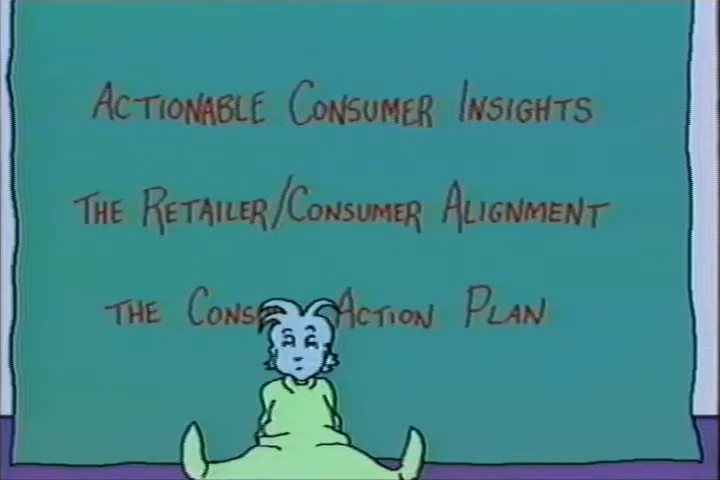 ACTIONABLE CONSUMER INSIGHTS
THE RETAILER/CONSUMER ALIGNMENT
THE ACTION PLAN